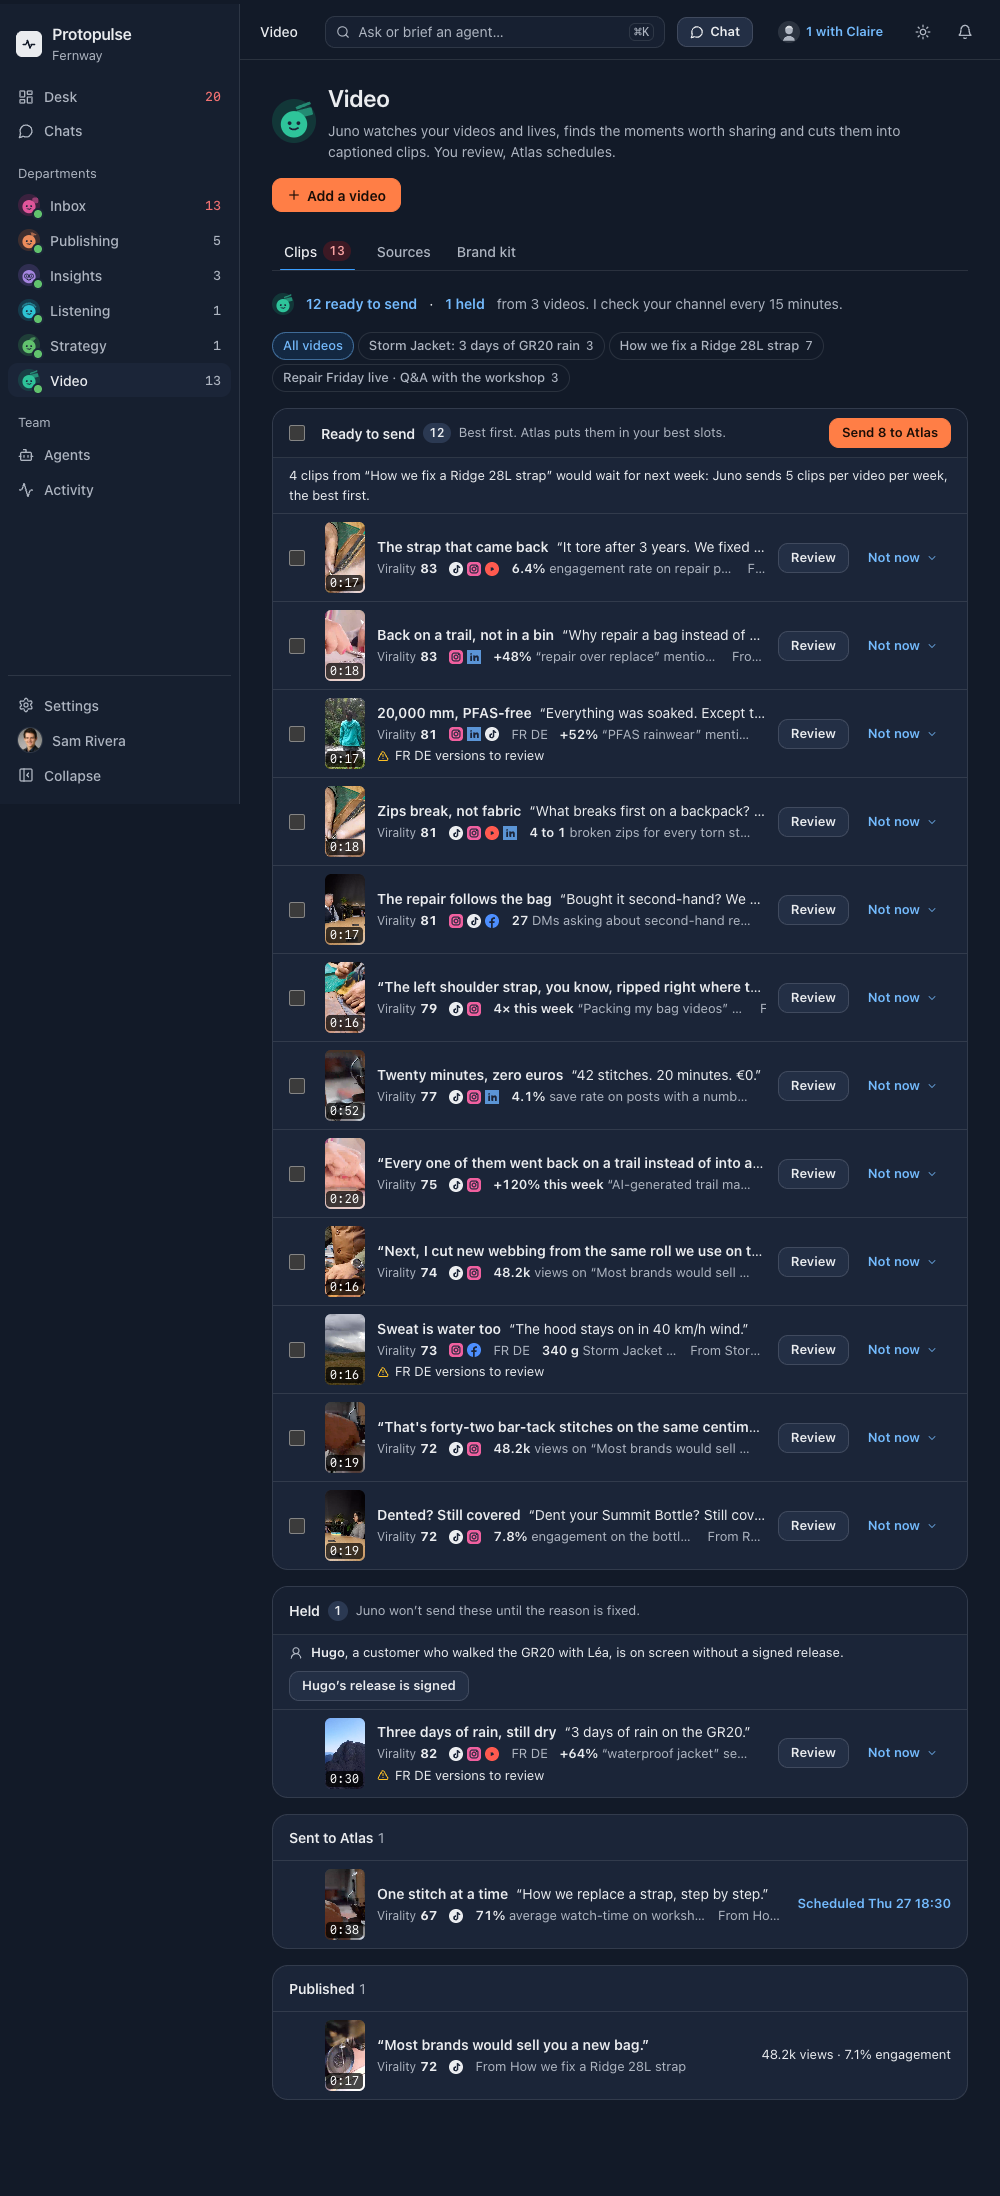 Protopulse
Fernway
Desk 20
Chats
Departments
Inbox 13
Publishing 5
Insights 3
Listening 1
Strategy 1
Video 13
Team
Agents
Activity
Settings
Sam Rivera
Collapse
Video
Ask or brief an agent…
⌘K
Chat
1 with Claire
Video
Juno watches your videos and lives, finds the moments worth sharing and cuts them into
captioned clips. You review, Atlas schedules.
+ Add a video
Clips 13
Sources
Brand kit
12 ready to send · 1 held from 3 videos. I check your channel every 15 minutes.
All videos
Storm Jacket: 3 days of GR20 rain 3
How we fix a Ridge 28L strap 7
Repair Friday live · Q&A with the workshop 3
Ready to send 12 Best first. Atlas puts them in your best slots.
Send 8 to Atlas
4 clips from “How we fix a Ridge 28L strap” would wait for next week: Juno sends 5 clips per video per week,
the best first.
0:17
The strap that came back “It tore after 3 years. We fixed …
Virality 83 6.4% engagement rate on repair p… F…
Review
Not now
0:18
Back on a trail, not in a bin “Why repair a bag instead of …
Virality 83 +48% “repair over replace” mentio… Fro…
Review
Not now
0:17
20,000 mm, PFAS-free “Everything was soaked. Except t…
Virality 81 FR DE +52% “PFAS rainwear” menti…
FR DE versions to review
Review
Not now
0:18
Zips break, not fabric “What breaks first on a backpack? …
Virality 81 4 to 1 broken zips for every torn st…
Review
Not now
0:17
The repair follows the bag “Bought it second-hand? We …
Virality 81 27 DMs asking about second-hand re…
Review
Not now
0:16
“The left shoulder strap, you know, ripped right where t…
Virality 79 4× this week “Packing my bag videos” … F
Review
Not now
0:52
Twenty minutes, zero euros “42 stitches. 20 minutes. €0.”
Virality 77 4.1% save rate on posts with a numb…
Review
Not now
0:20
“Every one of them went back on a trail instead of into a…
Virality 75 +120% this week “AI-generated trail ma…
Review
Not now
0:16
“Next, I cut new webbing from the same roll we use on t…
Virality 74 48.2k views on “Most brands would sell …
Review
Not now
0:16
Sweat is water too “The hood stays on in 40 km/h wind.”
Virality 73 FR DE 340 g Storm Jacket … From Stor…
FR DE versions to review
Review
Not now
0:19
“That's forty-two bar-tack stitches on the same centim…
Virality 72 48.2k views on “Most brands would sell …
Review
Not now
0:19
Dented? Still covered “Dent your Summit Bottle? Still cov…
Virality 72 7.8% engagement on the bottl… From R…
Review
Not now
Held 1 Juno won’t send these until the reason is fixed.
Hugo, a customer who walked the GR20 with Léa, is on screen without a signed release.
Hugo’s release is signed
0:30
Three days of rain, still dry “3 days of rain on the GR20.”
Virality 82 FR DE +64% “waterproof jacket” se…
FR DE versions to review
Review
Not now
Sent to Atlas 1
0:38
One stitch at a time “How we replace a strap, step by step.”
Virality 67 71% average watch-time on worksh… From Ho…
Scheduled Thu 27 18:30
Published 1
0:17
“Most brands would sell you a new bag.”
Virality 72 From How we fix a Ridge 28L strap
48.2k views · 7.1% engagement